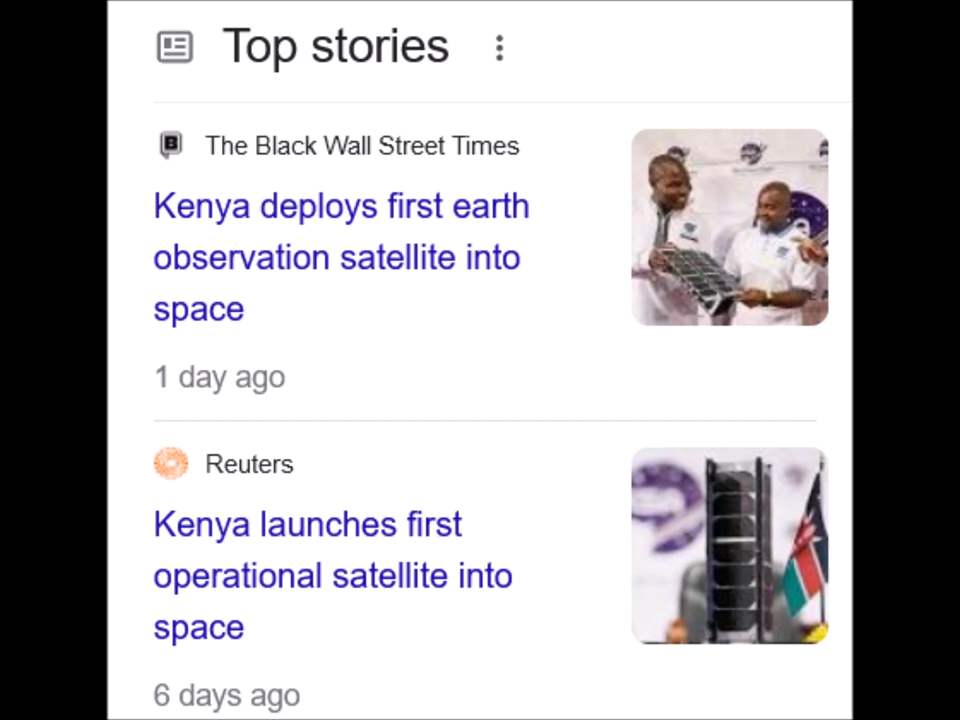 Top stories
The Black Wall Street Times
Kenya deploys first earth
observation satellite into
space
1 day ago
Reuters
Kenya launches first
operational satellite into
space
6 days ago